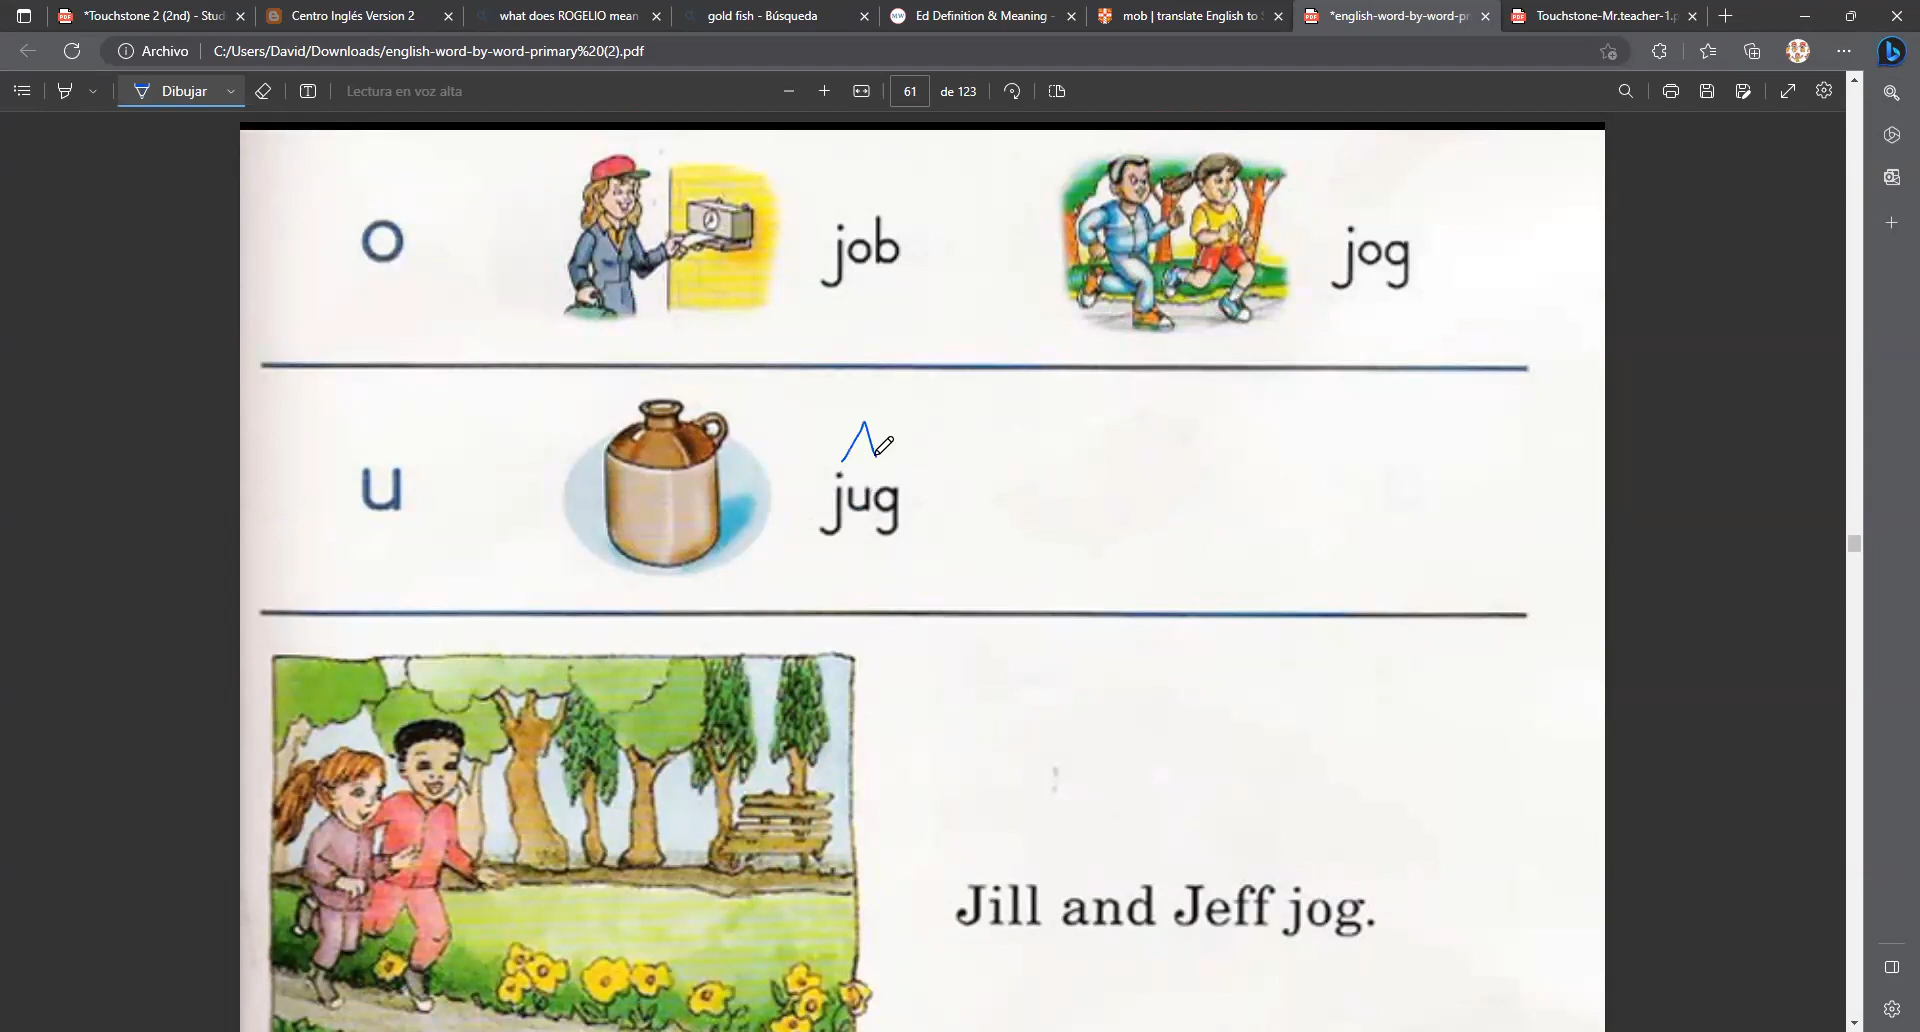 *Touchstone 2 (2nd) - Stud
Centro Inglés Version 2
what does ROGELIO mean
gold fish - Búsqueda
Ed Definition & Meaning -
mob | translate English to S
*english-word-by-word-pr
Touchstone-Mr.teacher-1.p
Archivo C:/Users/David/Downloads/english-word-by-word-primary%20(2).pdf
Dibujar Lectura en voz alta 61 de 123
o job jog
u jug
Jill and Jeff jog.